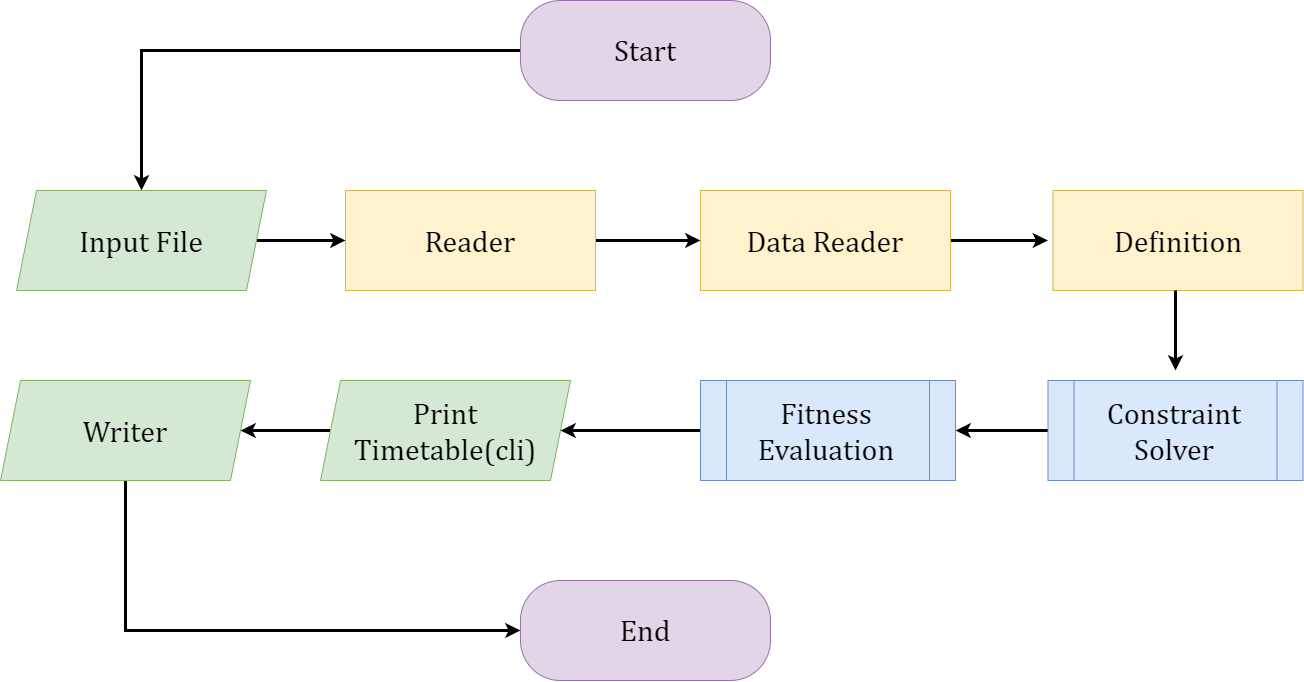 Start
Input File
Reader
Data Reader
Definition
Writer
Print
Timetable(cli)
Fitness
Evaluation
Constraint
Solver
End